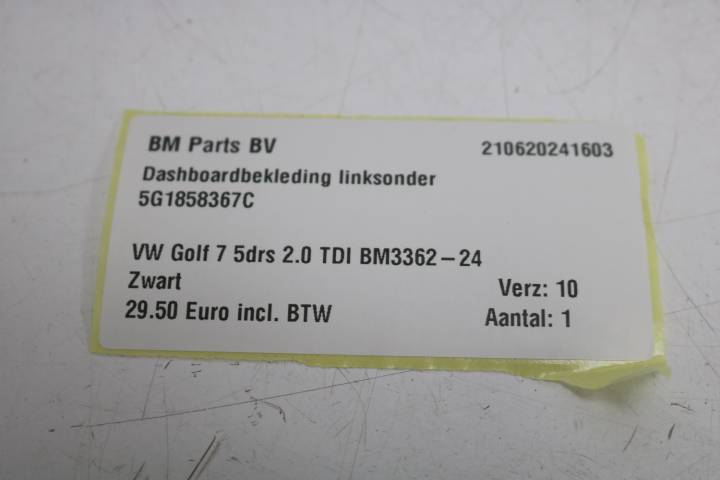 BM Parts BV 210620241603
Dashboardbekleding linksonder
5G1858367C
VW Golf 7 5drs 2.0 TDI BM3362-24
Zwart Verz: 10
29.50 Euro incl. BTW Aantal: 1